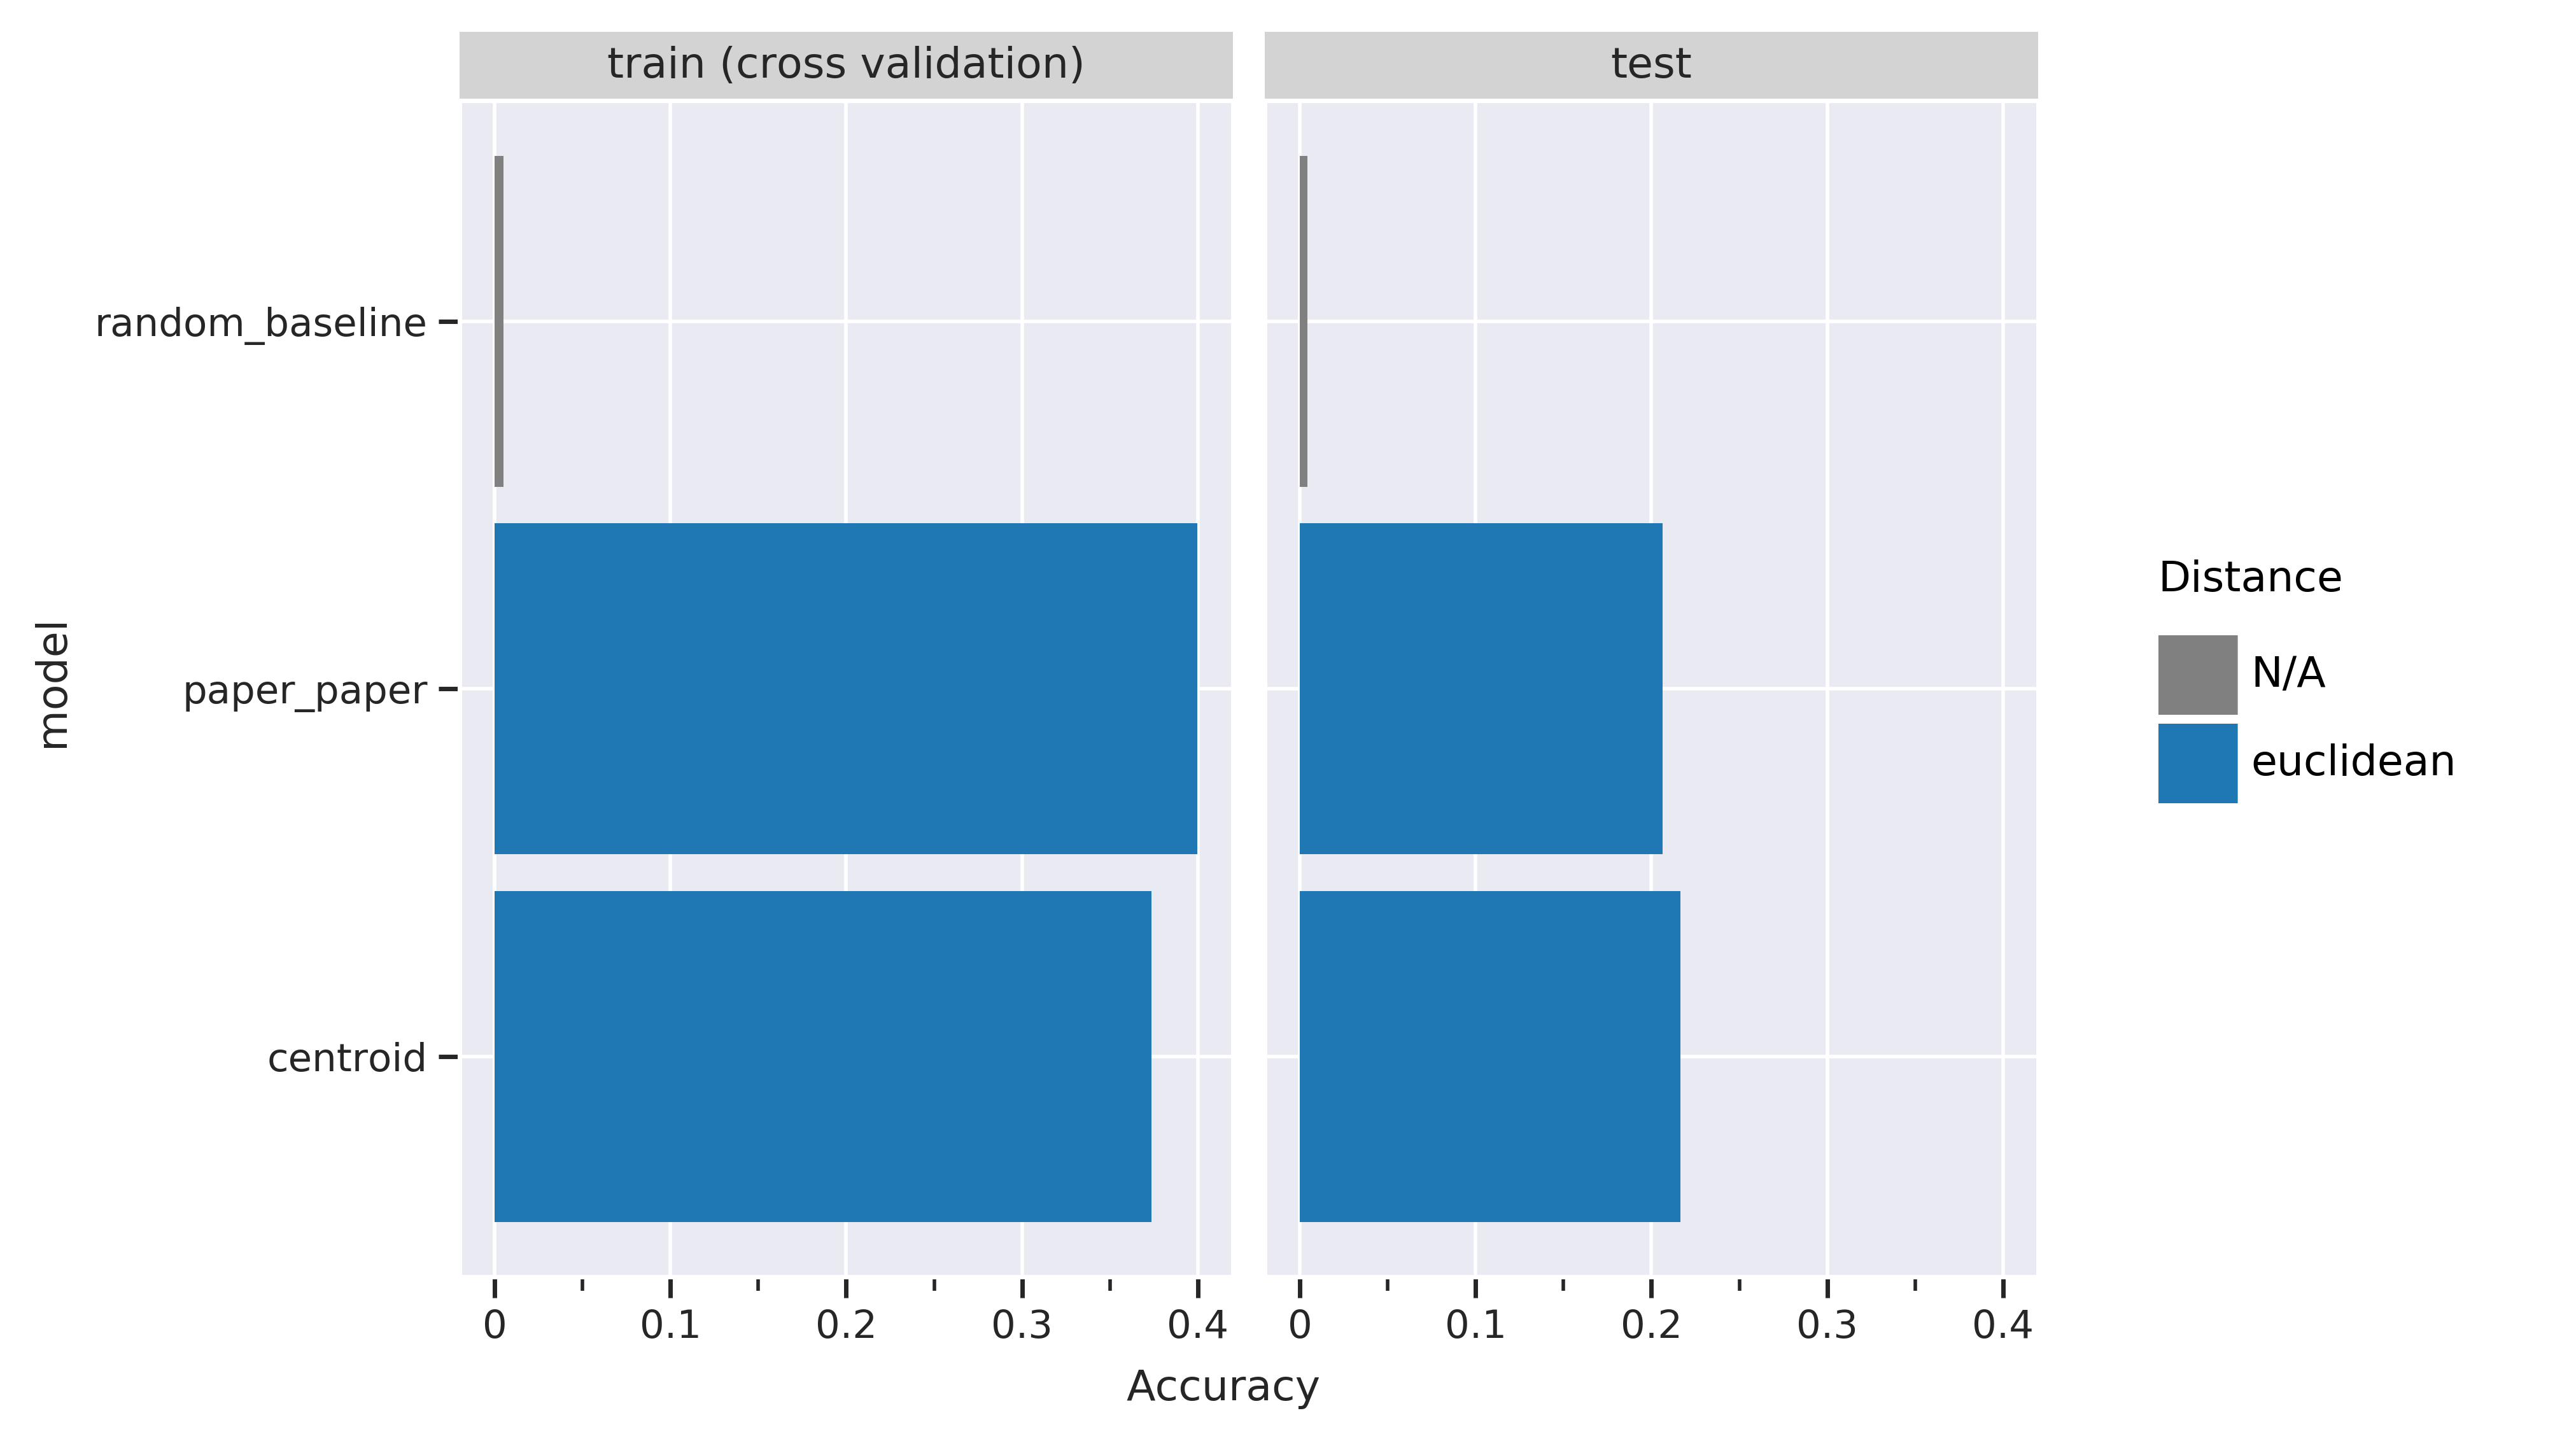 train (cross validation)
test
random_baseline
paper_paper
centroid
model
0
0.1
0.2
0.3
0.4
0
0.1
0.2
0.3
0.4
Accuracy
Distance
N/A
euclidean